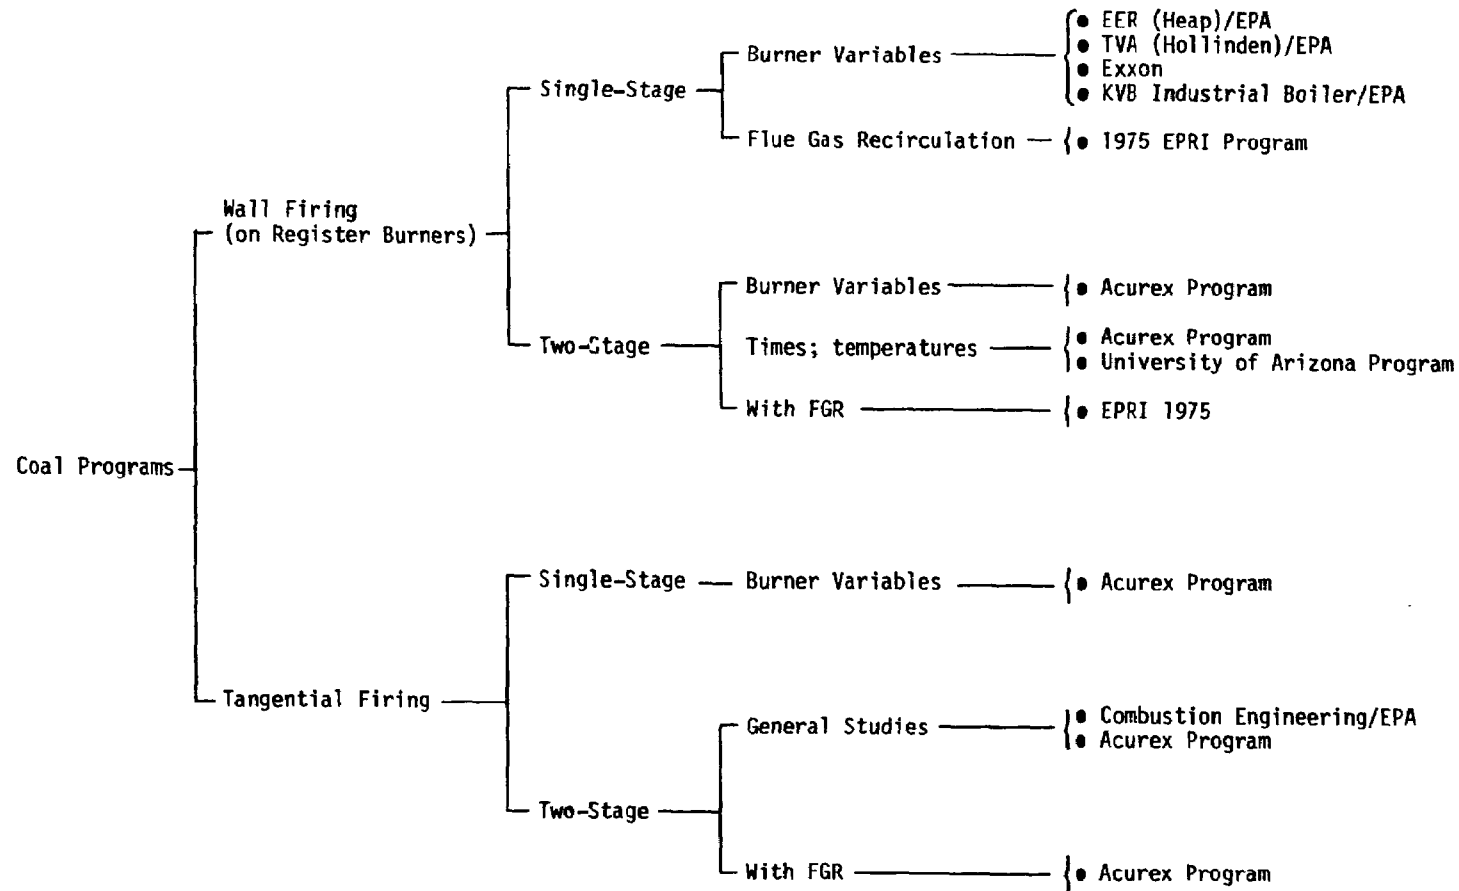 ● EER (Heap)/EPA
Burner Variables
● TVA (Hollinden)/EPA
● Exxon
Single-Stage
● KVB Industrial Boiler/EPA
Flue Gas Recirculation
● 1975 EPRI Program
Wall Firing
(on Register Burners)
Burner Variables
● Acurex Program
Two-Stage
Times; temperatures
● Acurex Program
● University of Arizona Program
With FGR
● EPRI 1975
Coal Programs
Single-Stage
Burner Variables
● Acurex Program
Tangential Firing
General Studies
● Combustion Engineering/EPA
● Acurex Program
Two-Stage
With FGR
● Acurex Program